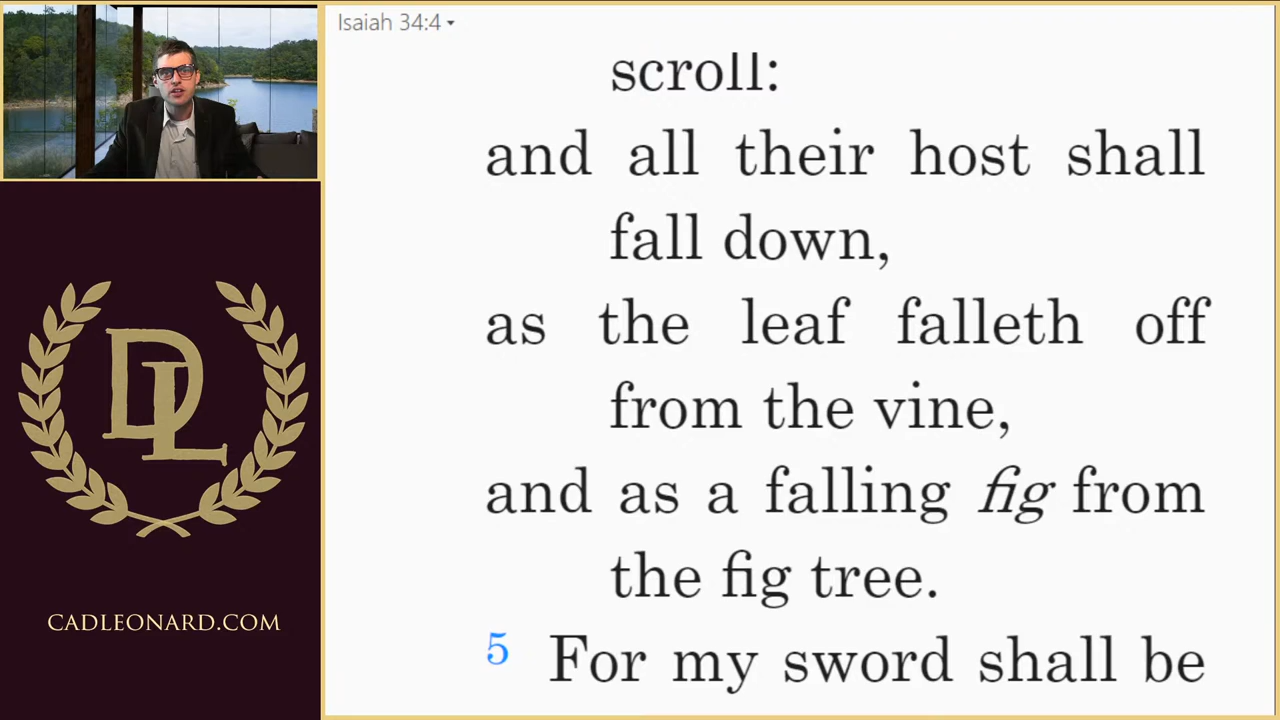 Isaiah 34:4
scroll:
and all their host shall
fall down,
as the leaf falleth off
from the vine,
and as a falling fig from
the fig tree.
5 For my sword shall be
DL
CADLEONARD.COM